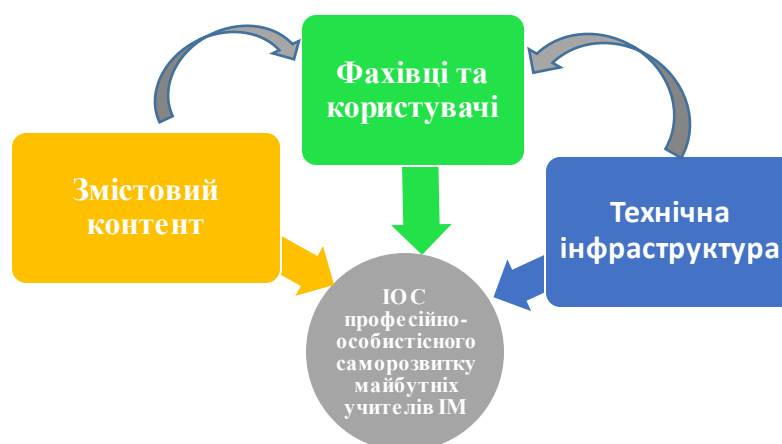 Фахівці та
користувачі
Змістовий
контент
Технічна
інфраструктура
ІОС
професійно-
особистісного
саморозвитку
майбутніх
учителів ІМ